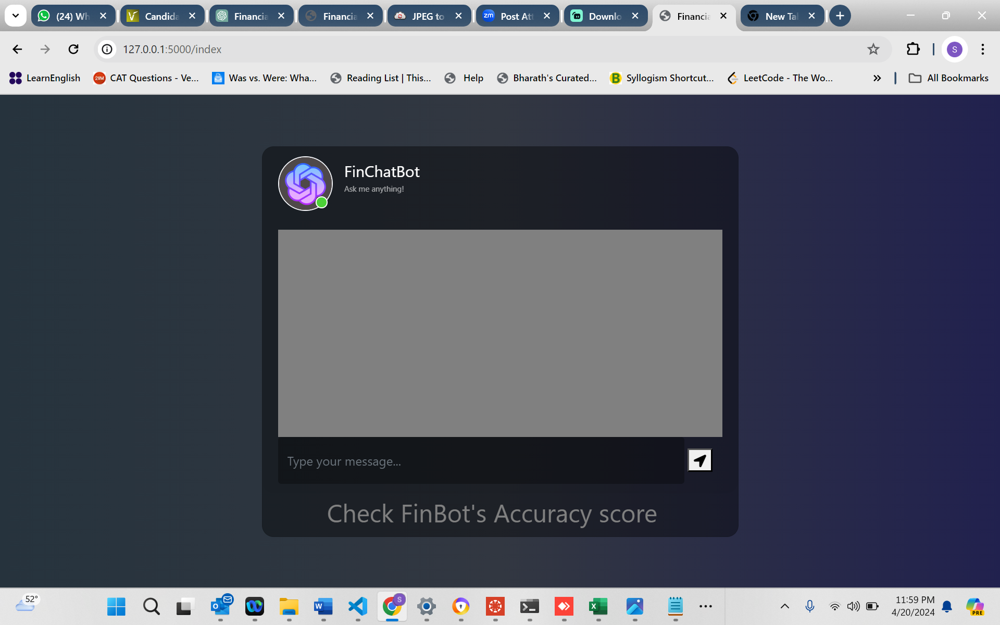 (24) Wh
Candida
Financia
Financia
JPEG to
zm
Post Att
Downlo
Financia
New Tal
127.0.0.1:5000/index
S
LearnEnglish
CAT Questions - Ve...
Was vs. Were: Wha...
Reading List | This...
Help
Bharath's Curated...
B
Syllogism Shortcut...
LeetCode - The Wo...
All Bookmarks
FinChatBot
Ask me anything!
Type your message...
Check FinBot's Accuracy score
52°
S
11:59 PM
4/20/2024
PRE